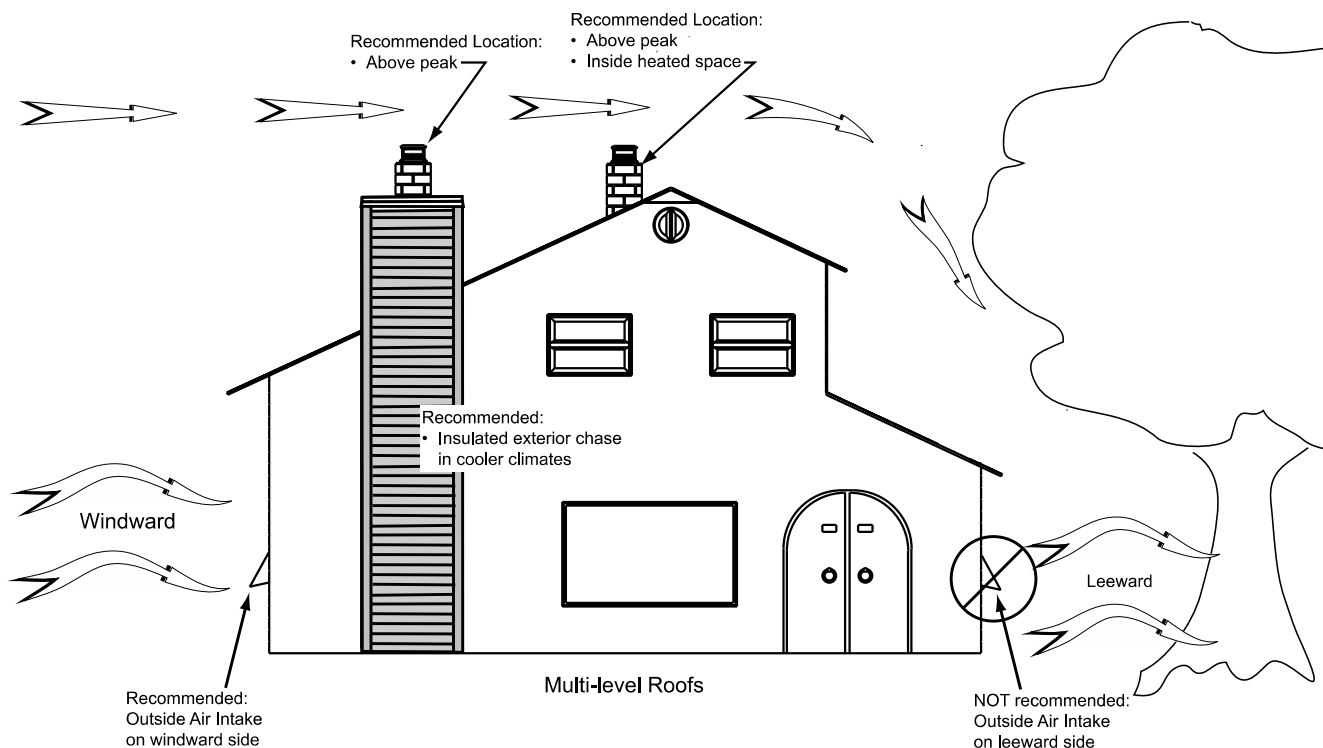 Recommended Location:
• Above peak
Recommended Location:
• Above peak
• Inside heated space
Recommended:
• Insulated exterior chase
in cooler climates
Windward
Leeward
Recommended:
Outside Air Intake
on windward side
Multi-level Roofs
NOT recommended:
Outside Air Intake
on leeward side